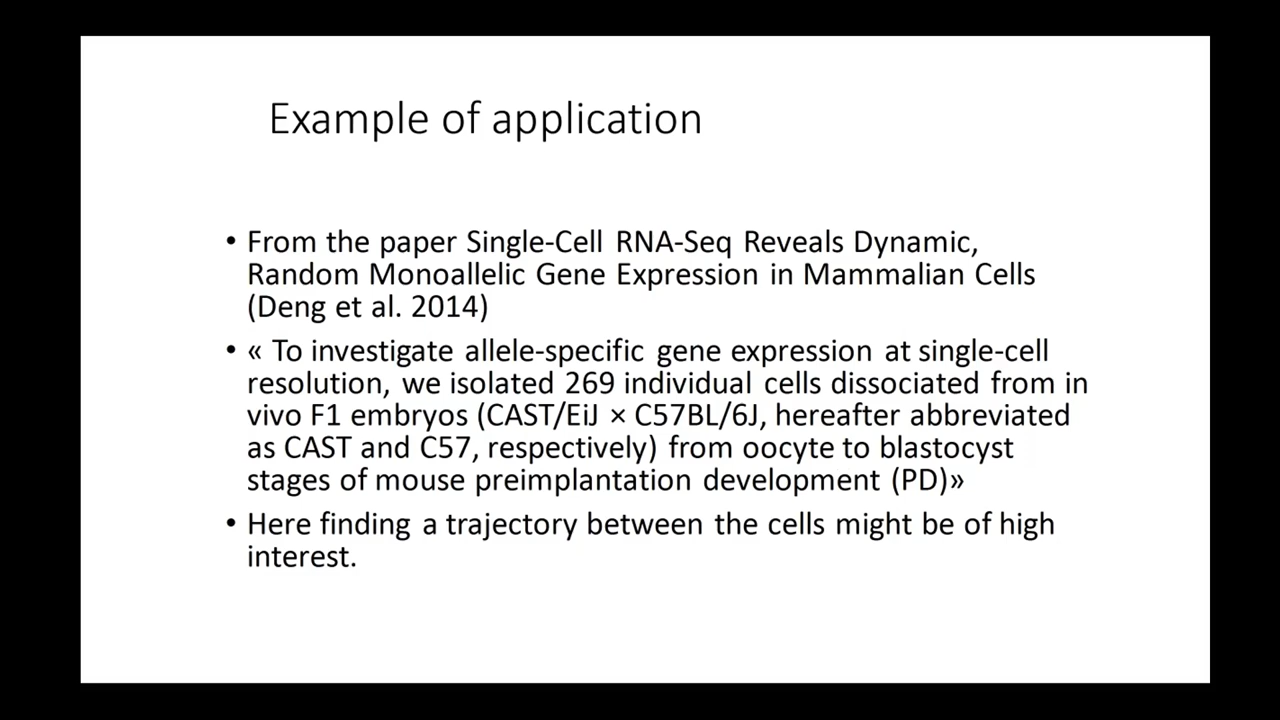 Example of application
• From the paper Single-Cell RNA-Seq Reveals Dynamic,
Random Monoallelic Gene Expression in Mammalian Cells
(Deng et al. 2014)
• « To investigate allele-specific gene expression at single-cell
resolution, we isolated 269 individual cells dissociated from in
vivo F1 embryos (CAST/EiJ × C57BL/6J, hereafter abbreviated
as CAST and C57, respectively) from oocyte to blastocyst
stages of mouse preimplantation development (PD)»
• Here finding a trajectory between the cells might be of high
interest.